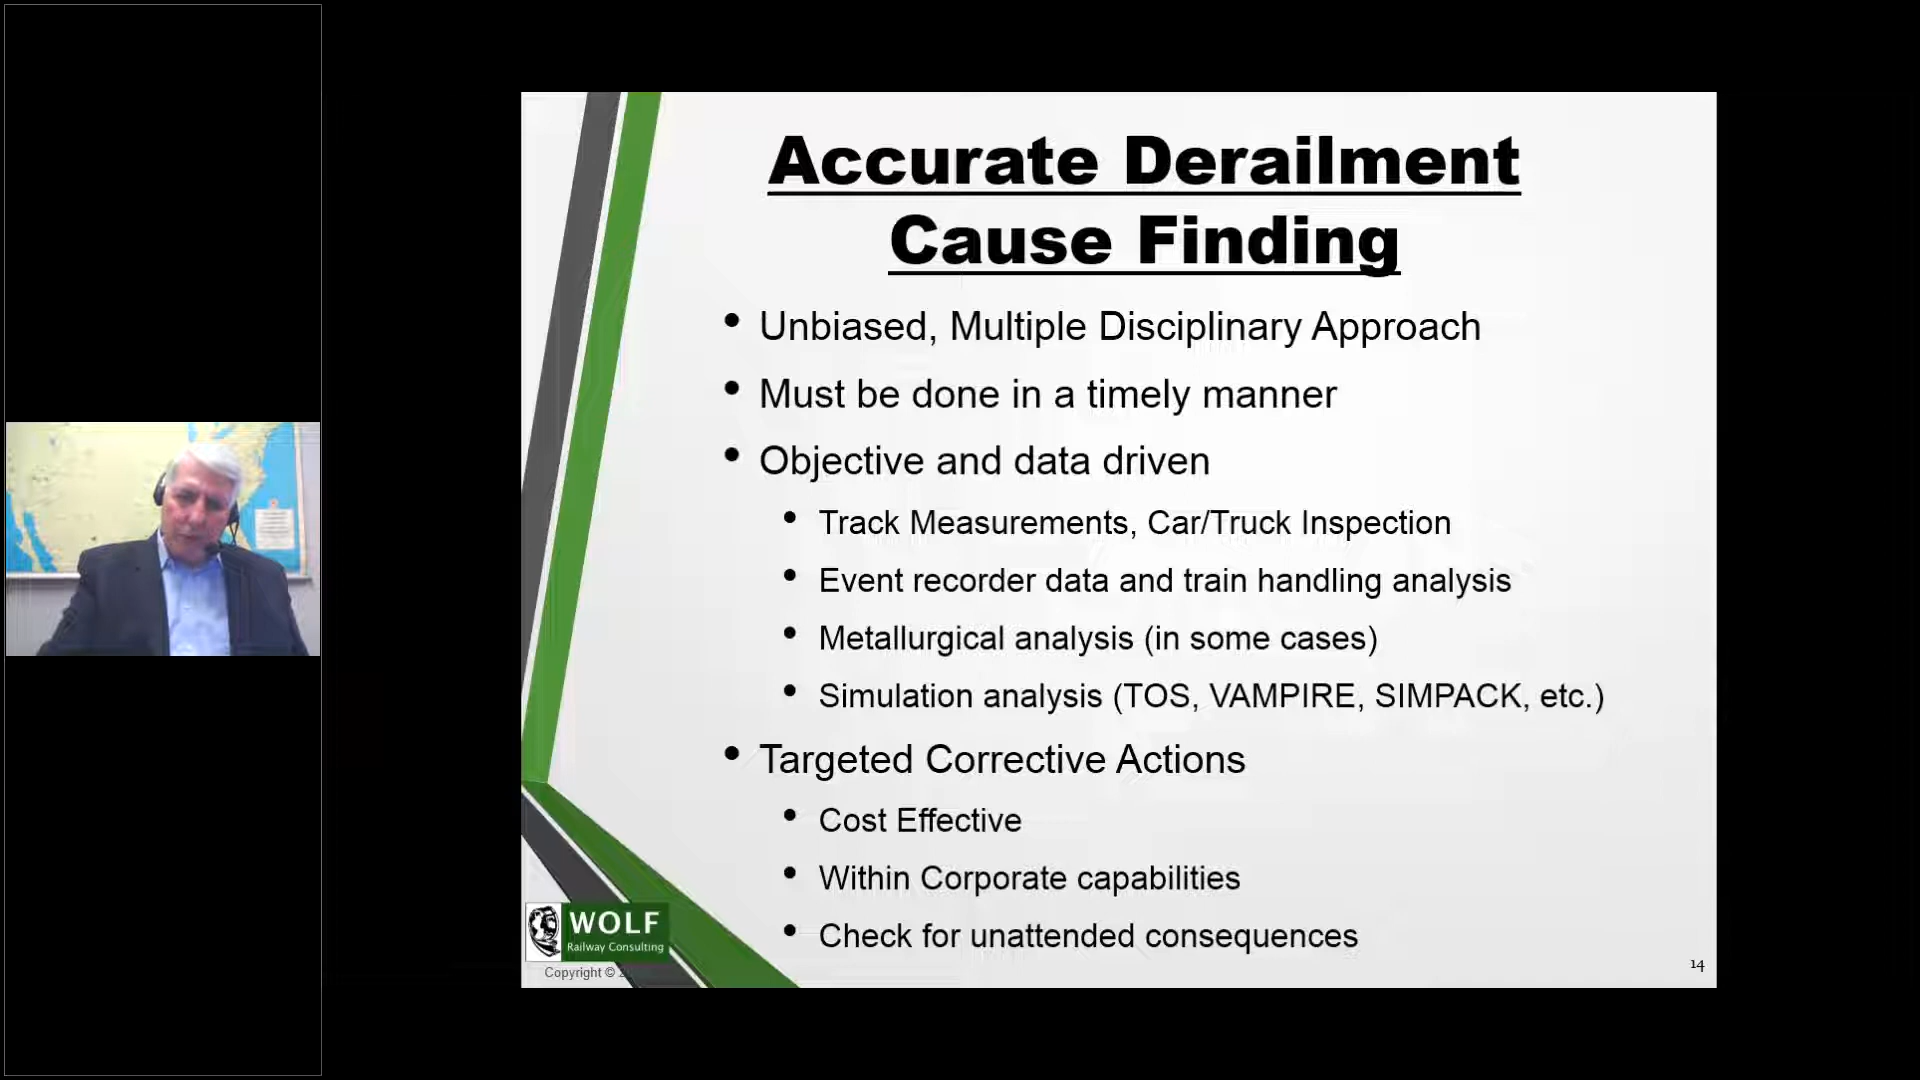 Accurate Derailment
Cause Finding
• Unbiased, Multiple Disciplinary Approach
• Must be done in a timely manner
• Objective and data driven
• Track Measurements, Car/Truck Inspection
• Event recorder data and train handling analysis
• Metallurgical analysis (in some cases)
• Simulation analysis (TOS, VAMPIRE, SIMPACK, etc.)
• Targeted Corrective Actions
• Cost Effective
• Within Corporate capabilities
• Check for unattended consequences
WOLF
Railway Consulting
Copyright ©
14